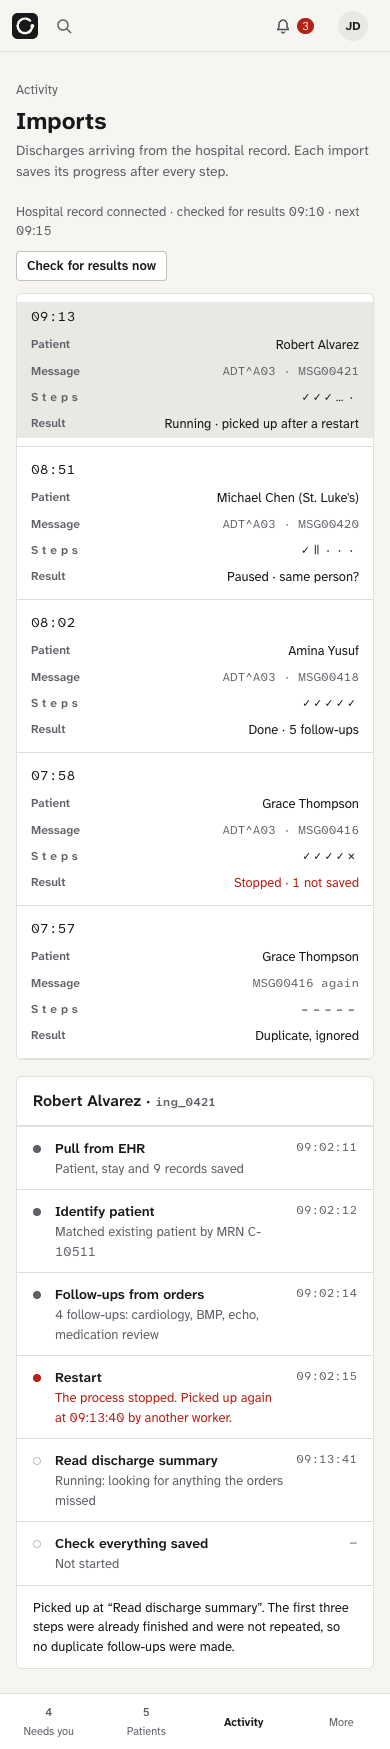 3
JD
Activity
Imports
Discharges arriving from the hospital record. Each import
saves its progress after every step.
Hospital record connected · checked for results 09:10 · next
09:15
Check for results now
09:13
Patient Robert Alvarez
Message ADT^A03 · MSG00421
Steps ✓✓✓…·
Result Running · picked up after a restart
08:51
Patient Michael Chen (St. Luke's)
Message ADT^A03 · MSG00420
Steps ✓‖···
Result Paused · same person?
08:02
Patient Amina Yusuf
Message ADT^A03 · MSG00418
Steps ✓✓✓✓✓
Result Done · 5 follow-ups
07:58
Patient Grace Thompson
Message ADT^A03 · MSG00416
Steps ✓✓✓✓×
Result Stopped · 1 not saved
07:57
Patient Grace Thompson
Message MSG00416 again
Steps –––––
Result Duplicate, ignored
Robert Alvarez · ing_0421
Pull from EHR 09:02:11
Patient, stay and 9 records saved
Identify patient 09:02:12
Matched existing patient by MRN C-
10511
Follow-ups from orders 09:02:14
4 follow-ups: cardiology, BMP, echo,
medication review
Restart 09:02:15
The process stopped. Picked up again
at 09:13:40 by another worker.
Read discharge summary 09:13:41
Running: looking for anything the orders
missed
Check everything saved —
Not started
Picked up at “Read discharge summary”. The first three
steps were already finished and were not repeated, so
no duplicate follow-ups were made.
4 5
Needs you Patients Activity More